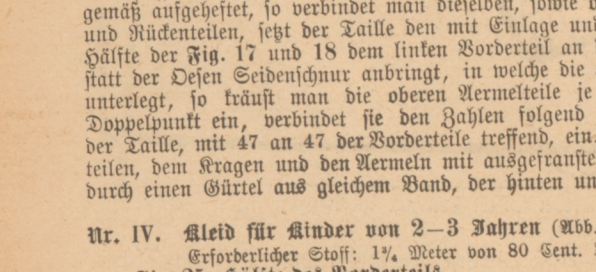 gemäß aufgeheftet, so verbindet man dieselben, sowie
und Rückenteilen, setzt der Taille den mit Einlage
Hälfte der Fig. 17 und 18 dem linken Vorderteil an
statt der Oesen Seidenschnur anbringt, in welche die
unterlegt, so kräust man die oberen Aermelteile je
Doppelpunkt ein, verbindet sie den Zahlen folgend
der Taille, mit 47 an 47 der Vorderteile treffend, ein.
teilen, dem Kragen und den Aermeln mit ausgefranste
durch einen Gürtel aus gleichem Band, der hinten un
Nr. IV. Kleid für Kinder von 2—3 Jahren (Abb.
Erforderlicher Stoff: 1¾ Meter von 80 Cent.
Hälfte des Vorderteils